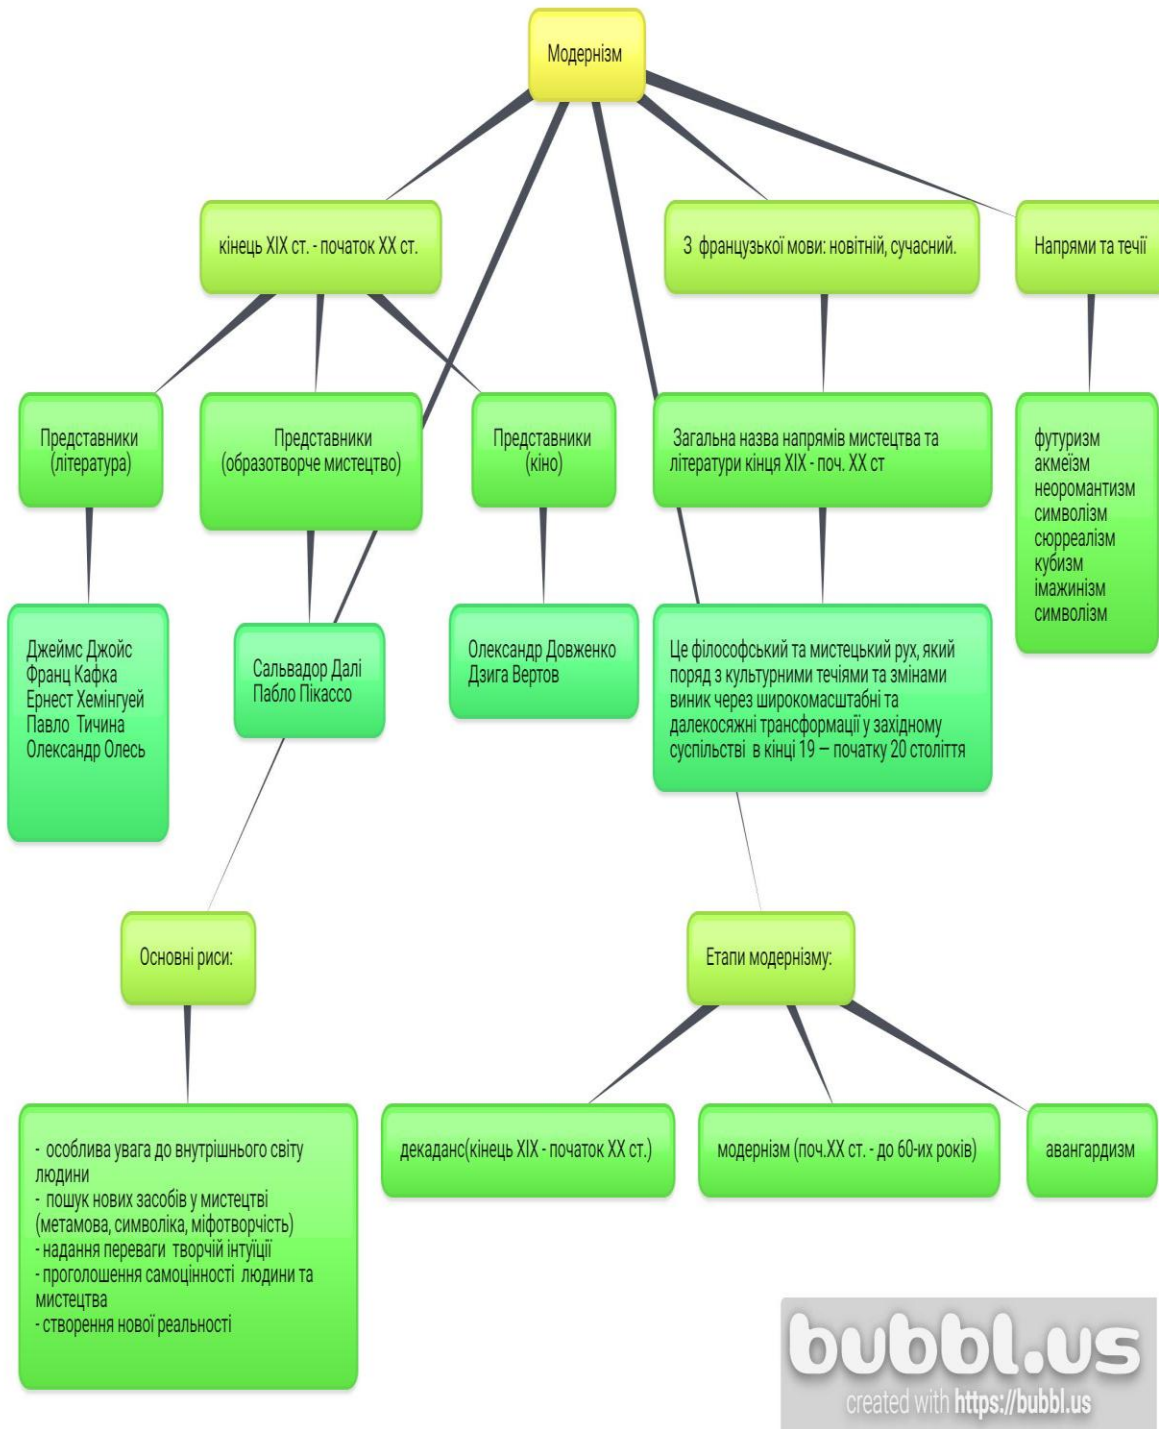 Модернізм
кінець XIX ст. - початок XX ст.
З французької мови: новітній, сучасний.
Напрями та течії
Представники
(література)
Представники
(образотворче мистецтво)
Представники
(кіно)
Загальна назва напрямів мистецтва та
літератури кінця XIX - поч. XX ст
футуризм
акмеїзм
неоромантизм
символізм
сюрреалізм
кубизм
імажинізм
символізм
Джеймс Джойс
Франц Кафка
Ернест Хемінгуей
Павло Тичина
Олександр Олесь
Сальвадор Далі
Пабло Пікассо
Олександр Довженко
Дзига Вертов
Це філософський та мистецький рух, який
поряд з культурними течіями та змінами
виник через широкомасштабні та
далекосяжні трансформації у західному
суспільстві в кінці 19 — початку 20 століття
Основні риси:
Етапи модернізму:
- особлива увага до внутрішнього світу
людини
- пошук нових засобів у мистецтві
(метамова, символіка, міфотворчість)
- надання переваги творчій інтуїції
- проголошення самоцінності людини та
мистецтва
- створення нової реальності
декаданс(кінець XIX - початок XX ст.)
модернізм (поч.XX ст. - до 60-их років)
авангардизм
bubbl.us
created with https://bubbl.us